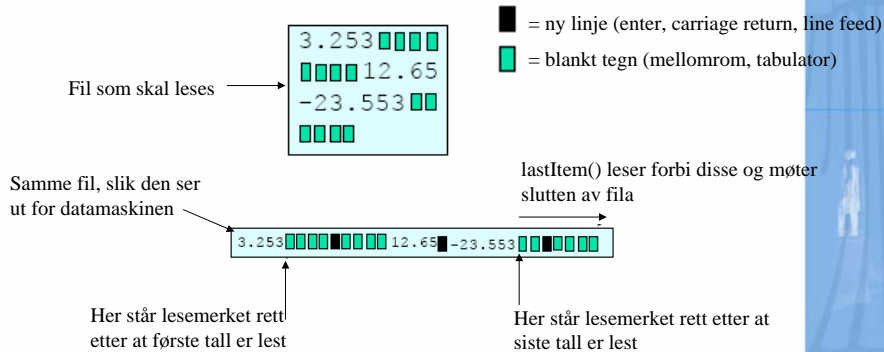 = ny linje (enter, carriage return, line feed)
= blankt tegn (mellomrom, tabulator)
Fil som skal leses
3.253
12.65
-23.553
Samme fil, slik den ser
ut for datamaskinen
lastItem() leser forbi disse og møter
slutten av fila
3.253 12.65 -23.553
Her står lesemerket rett
etter at første tall er lest
Her står lesemerket rett etter at
siste tall er lest